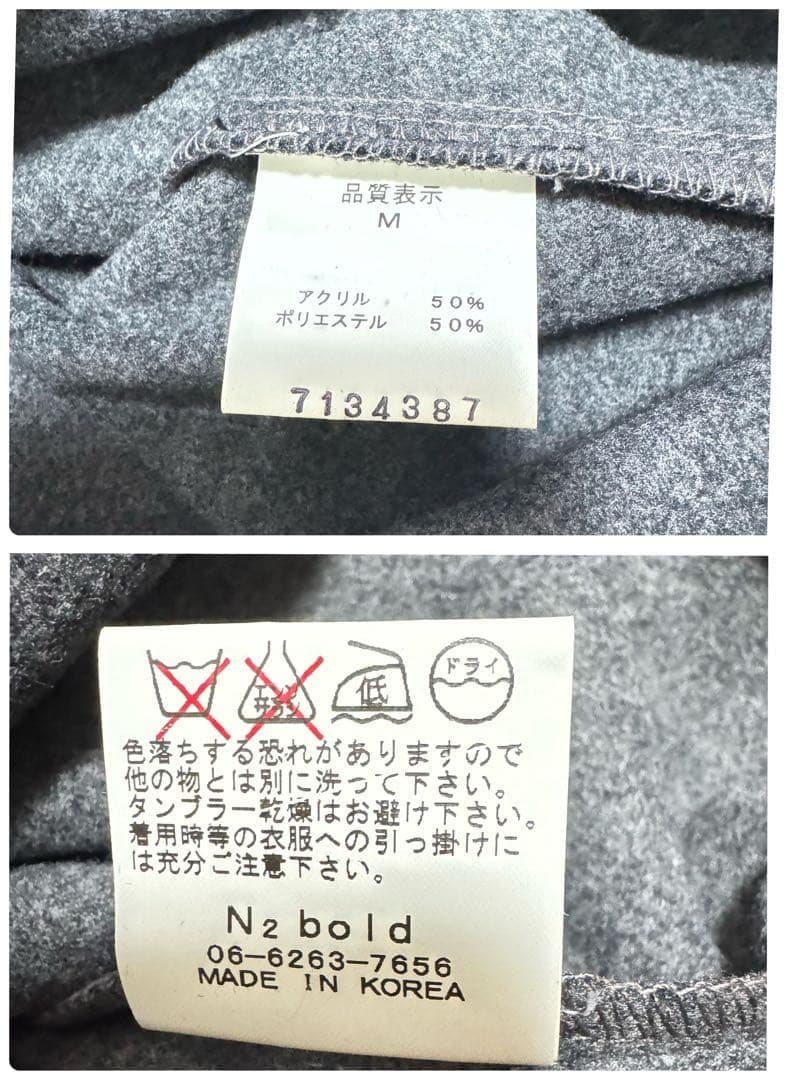 品質表示
M
アクリル 50%
ポリエステル 50%
7134387
低
ドライ
色落ちする恐れがありますので
他の物とは別に洗って下さい。
タンブラー乾燥はお避け下さい。
着用時等の衣服への引っ掛けに
は充分ご注意下さい。
N2 bold
06-6263-7656
MADE IN KOREA